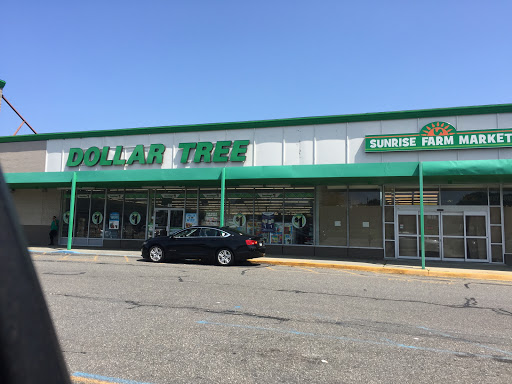 DOLLAR TREE
SUNRISE FARM MARKET